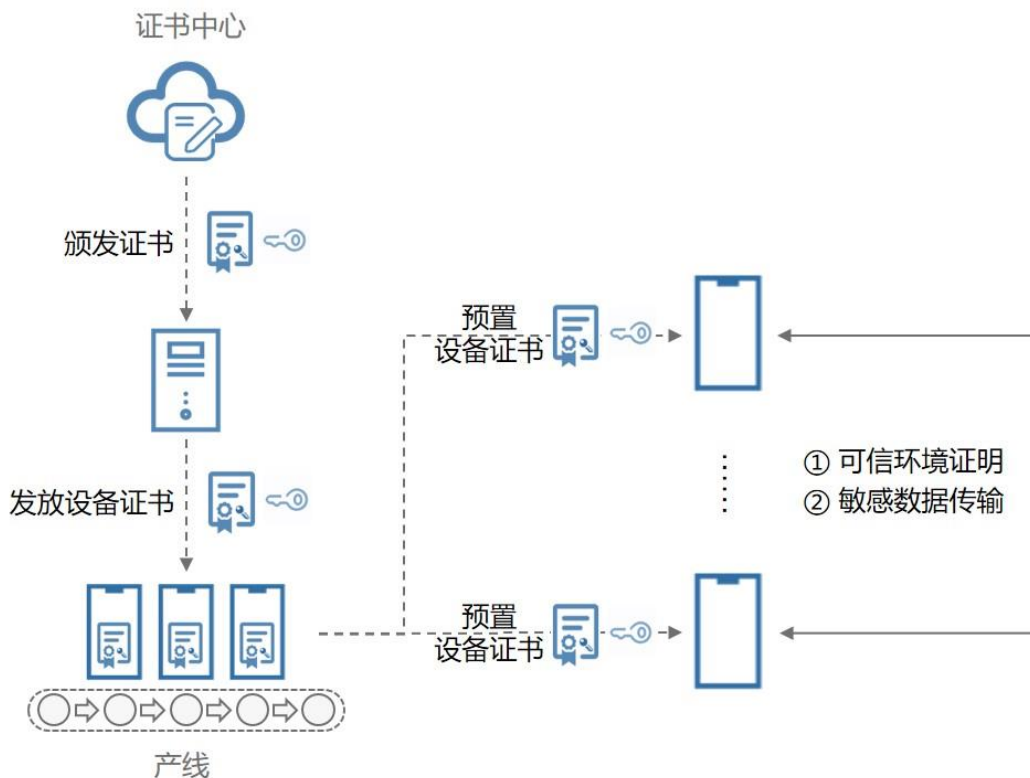 证书中心
颁发证书
预置
设备证书
① 可信环境证明
② 敏感数据传输
发放设备证书
预置
设备证书
产线